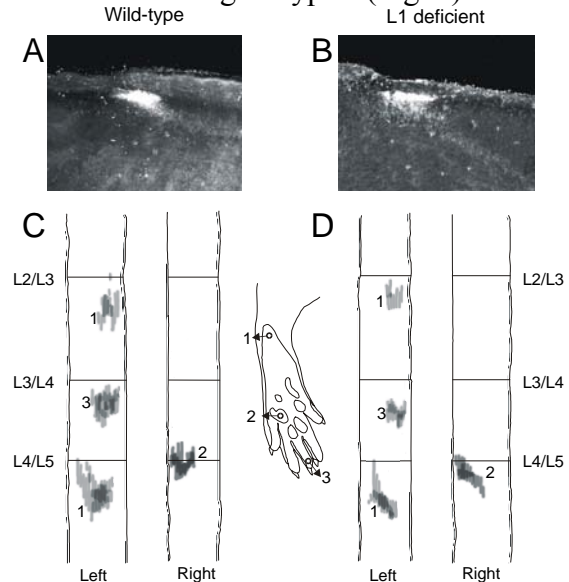 Wild-type
L1 deficient
A
B
C
D
L2/L3
L2/L3
1
1
1
L3/L4
L3/L4
3
3
2
L4/L5
L4/L5
2
2
3
1
1
Left
Right
Left
Right